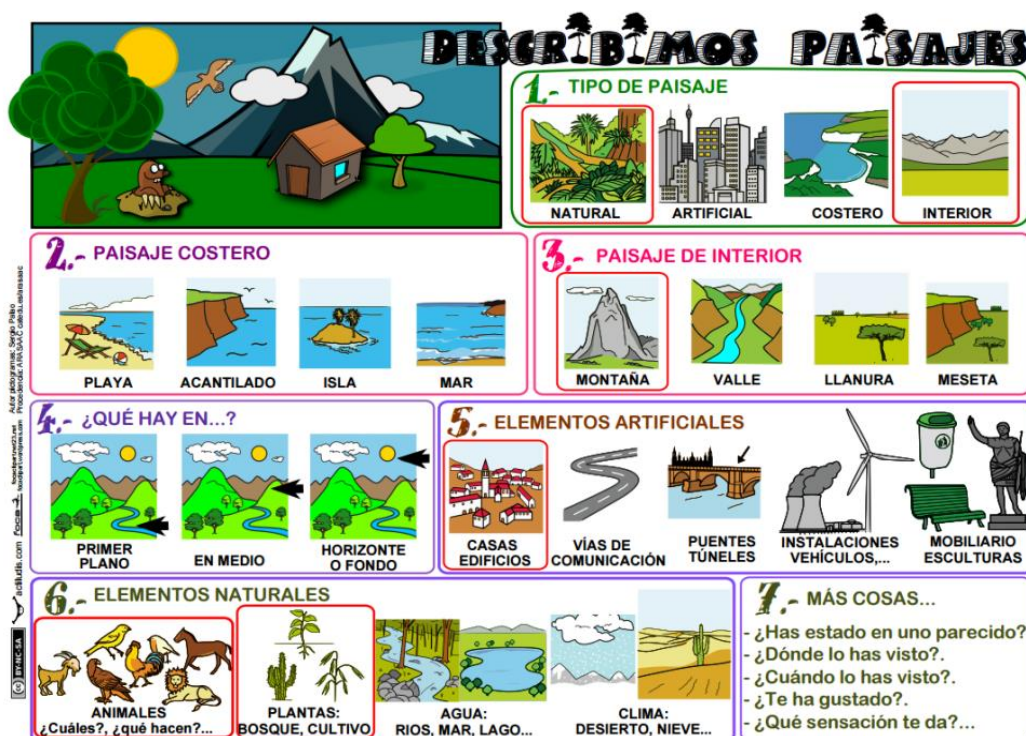 DESCRIBIMOS PAISAJES
1.- TIPO DE PAISAJE
NATURAL
ARTIFICIAL
COSTERO
INTERIOR
2.- PAISAJE COSTERO
PLAYA
ACANTILADO
ISLA
MAR
3.- PAISAJE DE INTERIOR
MONTAÑA
VALLE
LLANURA
MESETA
4.- ¿QUÉ HAY EN...?
PRIMER
PLANO
EN MEDIO
HORIZONTE
O FONDO
5.- ELEMENTOS ARTIFICIALES
CASAS
EDIFICIOS
VÍAS DE
COMUNICACIÓN
PUENTES
TÚNELES
INSTALACIONES
VEHÍCULOS,...
MOBILIARIO
ESCULTURAS
6.- ELEMENTOS NATURALES
ANIMALES
¿Cuáles?, ¿qué hacen?...
PLANTAS:
BOSQUE, CULTIVO
AGUA:
RIOS, MAR, LAGO...
CLIMA:
DESIERTO, NIEVE...
7.- MÁS COSAS...
- ¿Has estado en uno parecido?
- ¿Dónde lo has visto?.
- ¿Cuándo lo has visto?.
- ¿Te ha gustado?.
- ¿Qué sensación te da?...
Autor pictogramas: Sergio Palao
Procedencia: ARASAAC
actiludis.com
BY-NC-SA